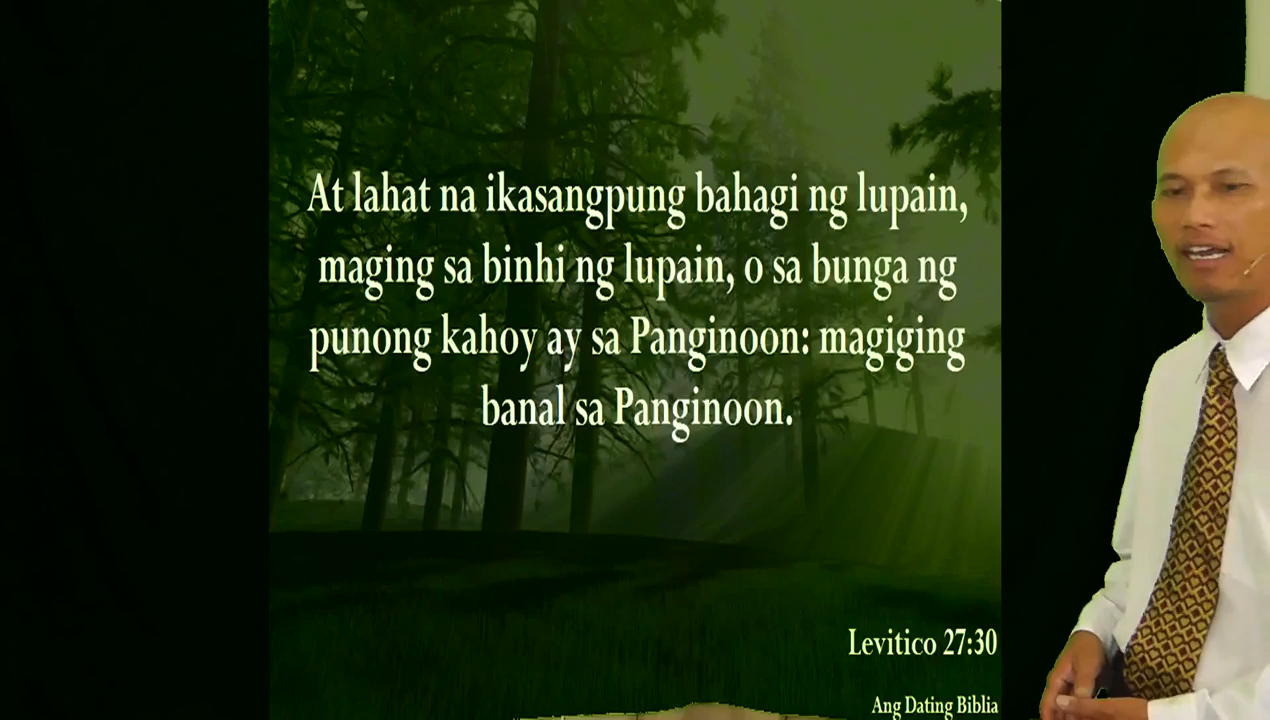 At lahat na ikasangpung bahagi ng lupain,
maging sa binhi ng lupain, o sa bunga ng
punong kahoy ay sa Panginoon: magiging
banal sa Panginoon.
Levitico 27:30
Ang Dating Biblia